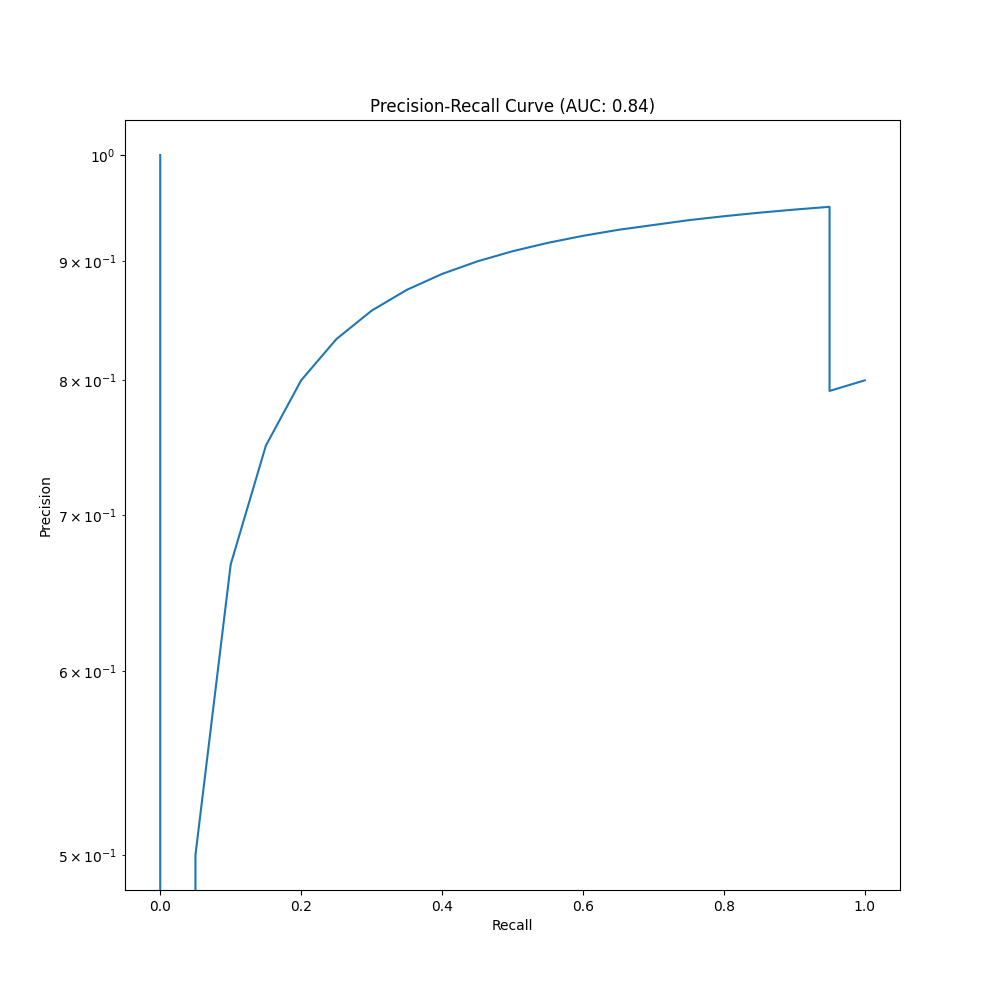 Precision-Recall Curve (AUC: 0.84)
10⁰
9 × 10⁻¹
8 × 10⁻¹
7 × 10⁻¹
6 × 10⁻¹
5 × 10⁻¹
Precision
0.0 0.2 0.4 0.6 0.8 1.0
Recall